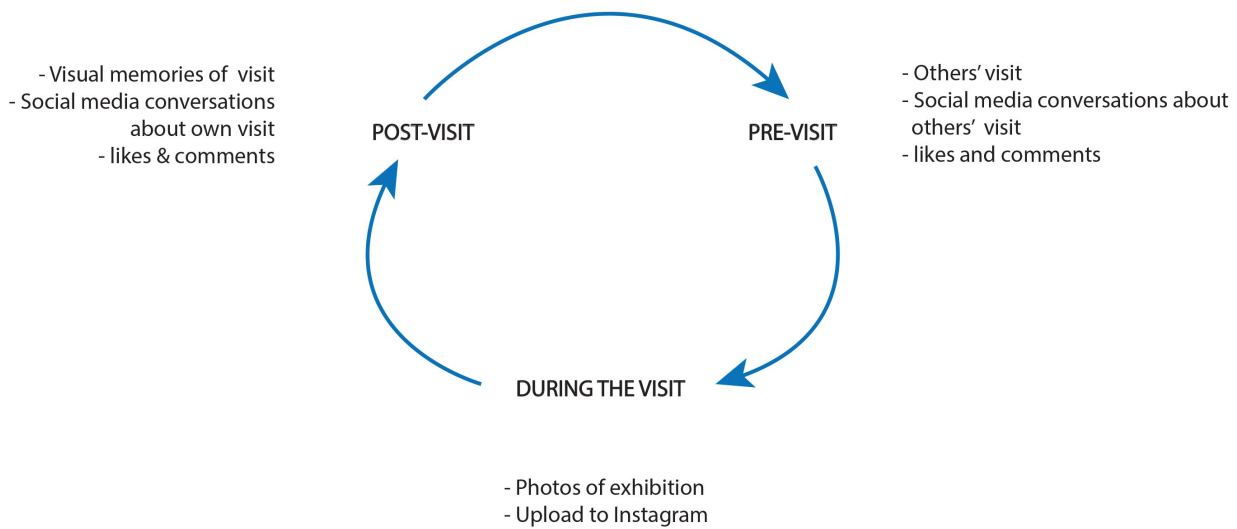 - Visual memories of visit
- Social media conversations
about own visit
- likes & comments
POST-VISIT
PRE-VISIT
- Others’ visit
- Social media conversations about
others’ visit
- likes and comments
DURING THE VISIT
- Photos of exhibition
- Upload to Instagram